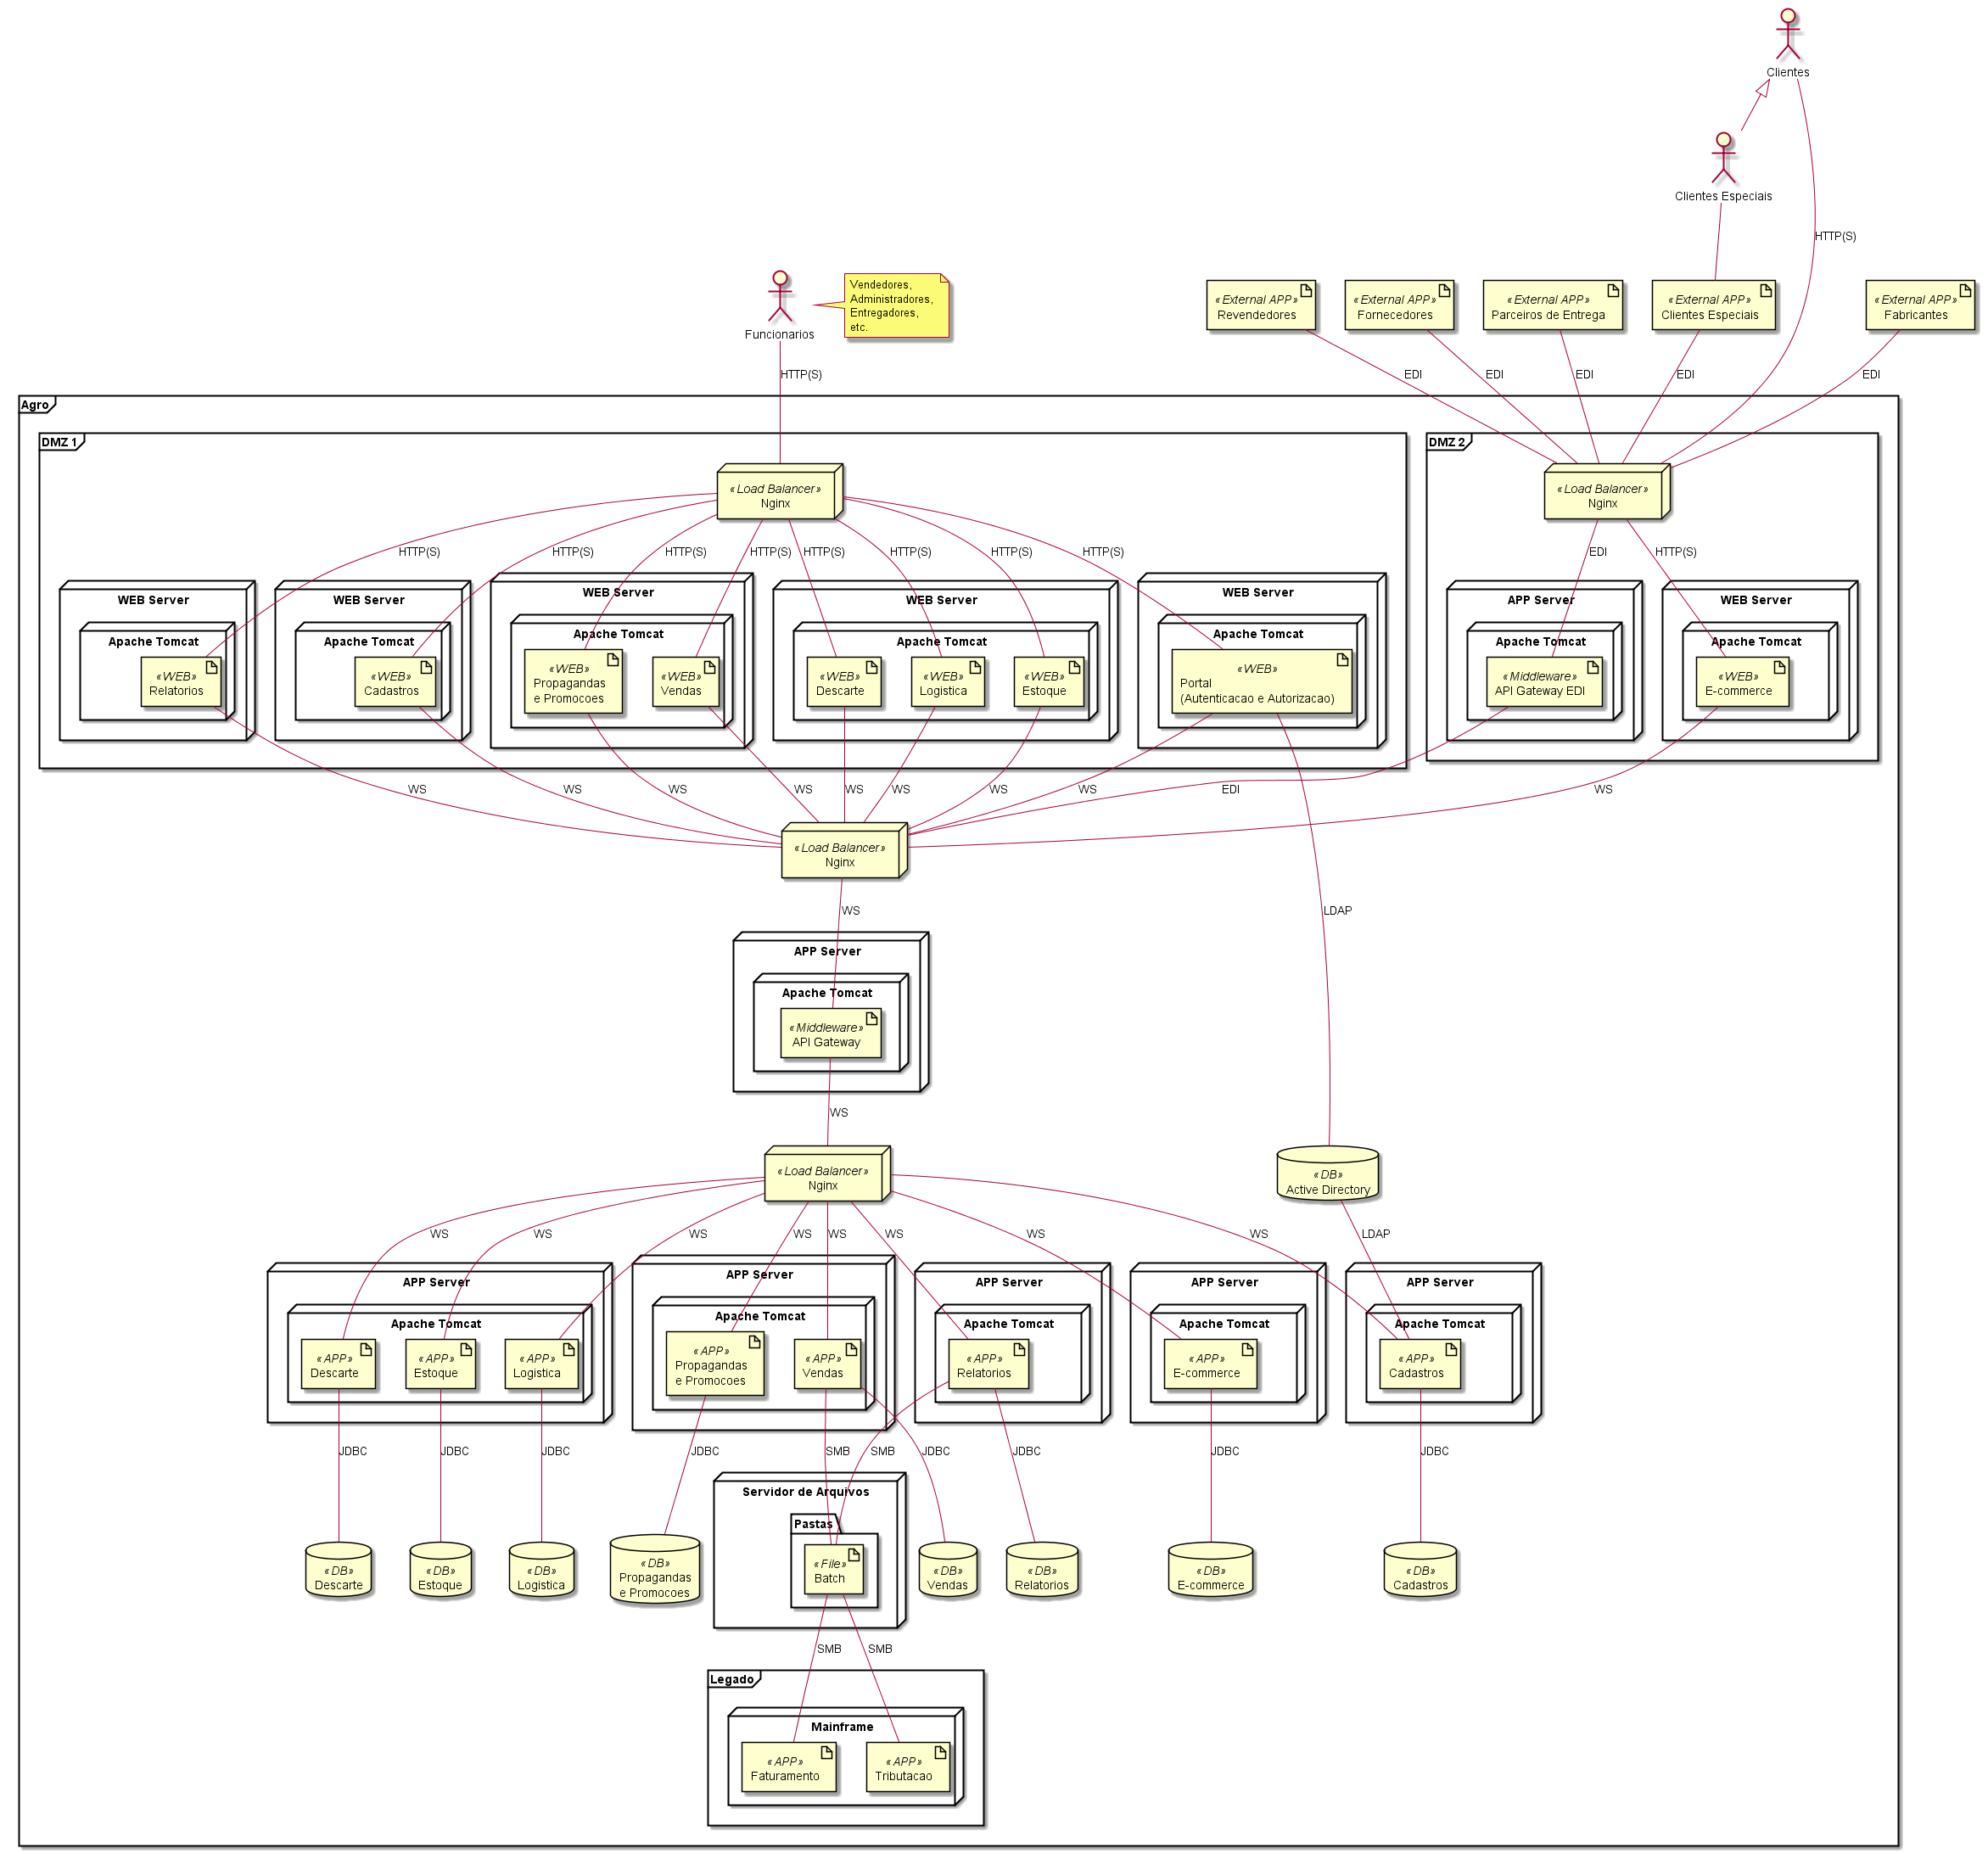 Clientes
Clientes Especiais
HTTP(S)
Vendedores,
Administradores,
Entregadores,
etc.
Funcionarios
«External APP»
Revendedores
«External APP»
Fornecedores
«External APP»
Parceiros de Entrega
«External APP»
Clientes Especiais
«External APP»
Fabricantes
HTTP(S)
EDI
EDI
EDI
EDI
EDI
Agro
DMZ 1
DMZ 2
«Load Balancer»
Nginx
«Load Balancer»
Nginx
HTTP(S)
HTTP(S)
HTTP(S)
HTTP(S)
HTTP(S)
HTTP(S)
HTTP(S)
HTTP(S)
EDI
HTTP(S)
WEB Server
Apache Tomcat
«WEB»
Relatorios
WEB Server
Apache Tomcat
«WEB»
Cadastros
WEB Server
Apache Tomcat
«WEB»
Propagandas
e Promocoes
«WEB»
Vendas
WEB Server
Apache Tomcat
«WEB»
Descarte
«WEB»
Logistica
«WEB»
Estoque
WEB Server
Apache Tomcat
«WEB»
Portal
(Autenticacao e Autorizacao)
APP Server
Apache Tomcat
«Middleware»
API Gateway EDI
WEB Server
Apache Tomcat
«WEB»
E-commerce
WS
WS
WS
WS
WS
WS
WS
WS
EDI
WS
«Load Balancer»
Nginx
WS
LDAP
APP Server
Apache Tomcat
«Middleware»
API Gateway
WS
«Load Balancer»
Nginx
«DB»
Active Directory
WS
WS
WS
WS
WS
WS
WS
WS
LDAP
APP Server
Apache Tomcat
«APP»
Descarte
«APP»
Estoque
«APP»
Logistica
APP Server
Apache Tomcat
«APP»
Propagandas
e Promocoes
«APP»
Vendas
APP Server
Apache Tomcat
«APP»
Relatorios
APP Server
Apache Tomcat
«APP»
E-commerce
APP Server
Apache Tomcat
«APP»
Cadastros
JDBC
JDBC
JDBC
JDBC
SMB
SMB
JDBC
JDBC
JDBC
JDBC
Servidor de Arquivos
Pastas
«File»
Batch
«DB»
Descarte
«DB»
Estoque
«DB»
Logistica
«DB»
Propagandas
e Promocoes
«DB»
Vendas
«DB»
Relatorios
«DB»
E-commerce
«DB»
Cadastros
SMB
SMB
Legado
Mainframe
«APP»
Faturamento
«APP»
Tributacao